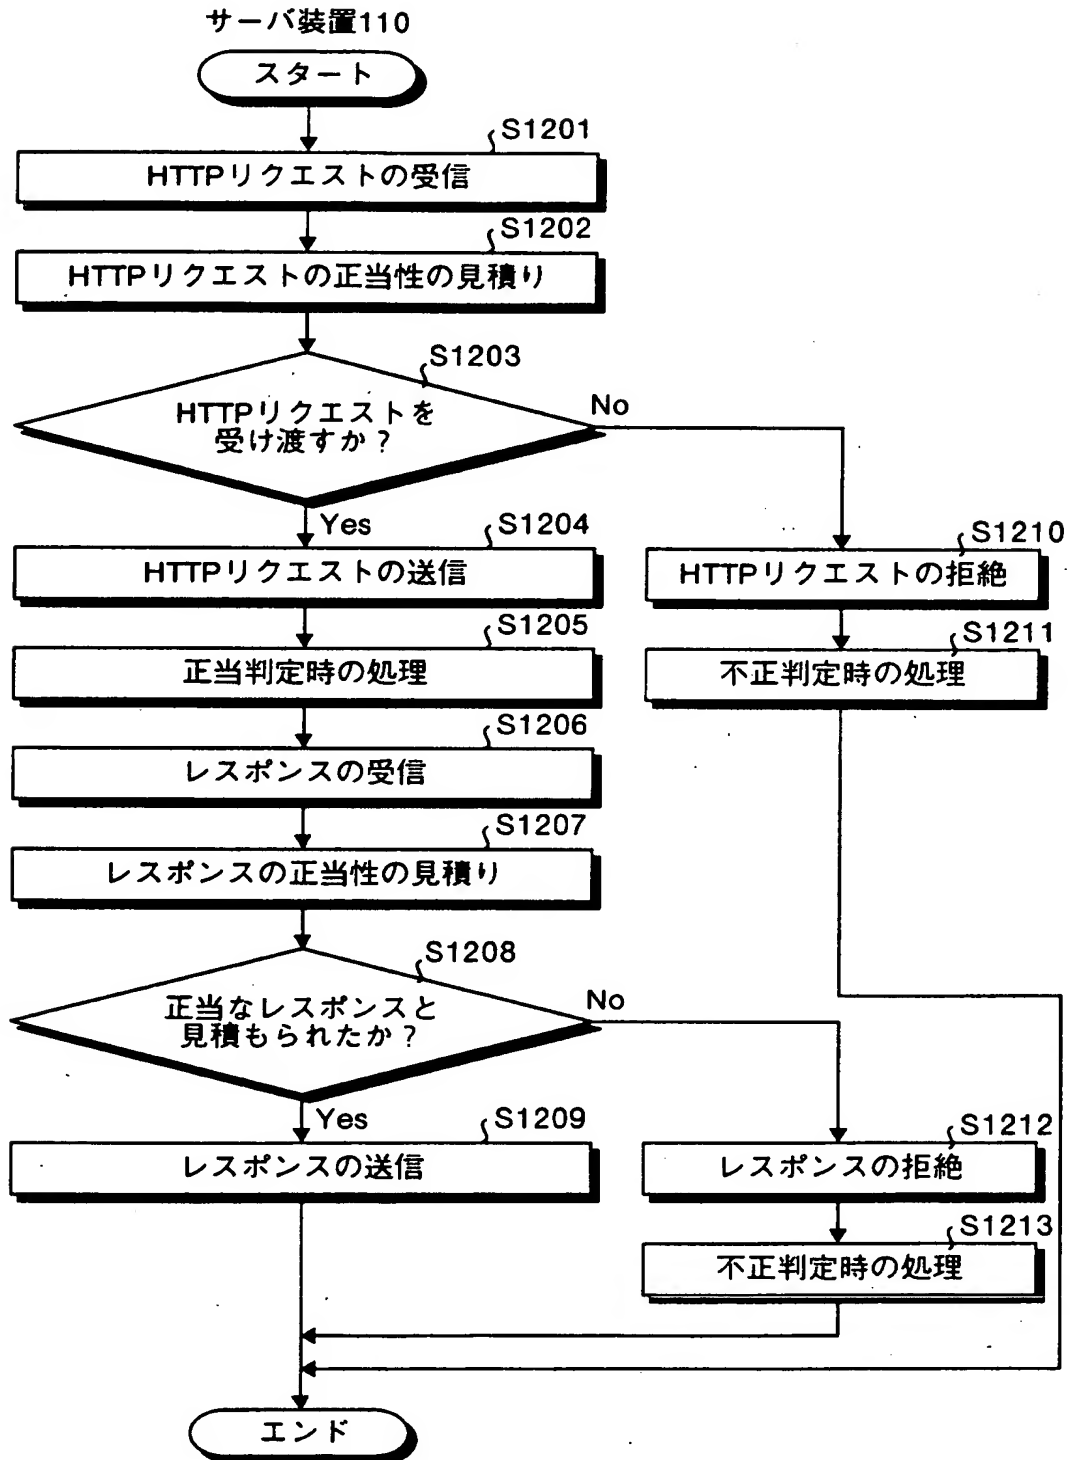 サーバ装置110
スタート
S1201
HTTPリクエストの受信
S1202
HTTPリクエストの正当性の見積り
S1203
HTTPリクエストを
受け渡すか？
No
Yes
S1204
HTTPリクエストの送信
S1210
HTTPリクエストの拒絶
S1205
正当判定時の処理
S1211
不正判定時の処理
S1206
レスポンスの受信
S1207
レスポンスの正当性の見積り
S1208
正当なレスポンスと
見積もられたか？
No
Yes
S1209
レスポンスの送信
S1212
レスポンスの拒絶
S1213
不正判定時の処理
エンド